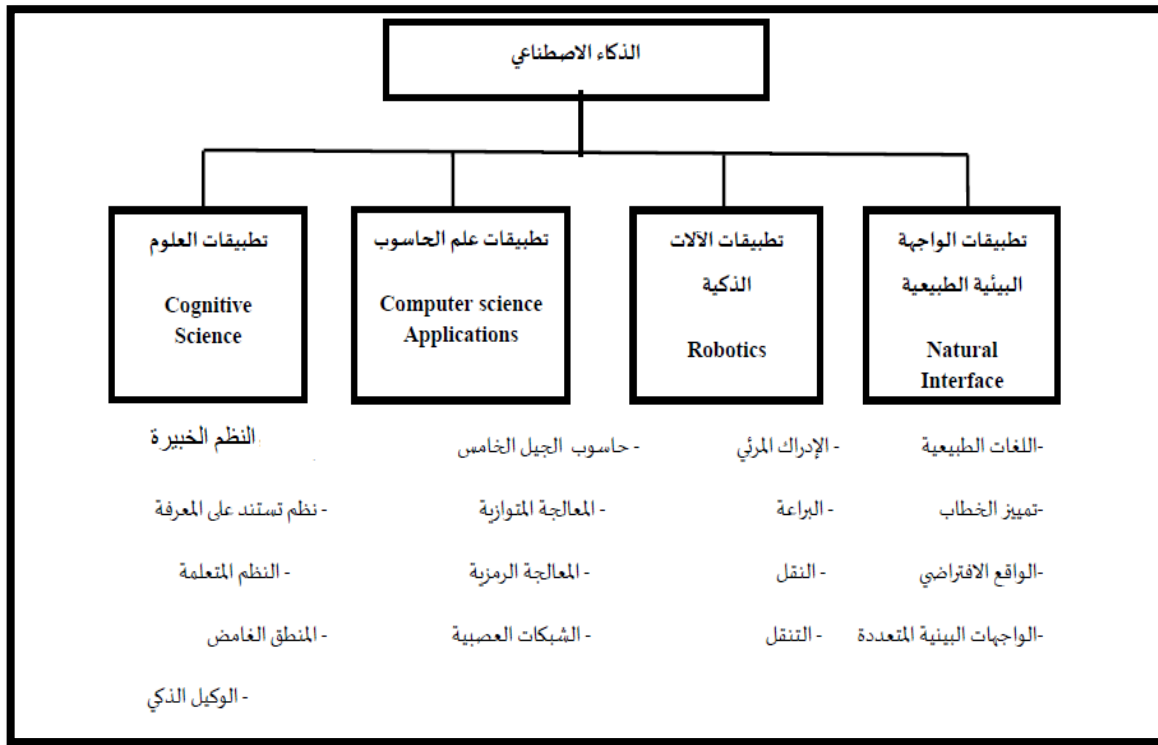 الذكاء الاصطناعي
تطبيقات الواجهة
البيئية الطبيعية
Natural
Interface
-اللغات الطبيعية
-تمييز الخطاب
-الواقع الافتراضي
-الواجهات البينية المتعددة
تطبيقات الآلات
الذكية
Robotics
- الإدراك المرئي
- البراعة
- النقل
- التنقل
تطبيقات علم الحاسوب
Computer science
Applications
- حاسوب الجيل الخامس
- المعالجة المتوازية
- المعالجة الرمزية
- الشبكات العصبية
تطبيقات العلوم
Cognitive
Science
النظم الخبيرة
- نظم تستند على المعرفة
- النظم المتعلمة
- المنطق الغامض
- الوكيل الذكي